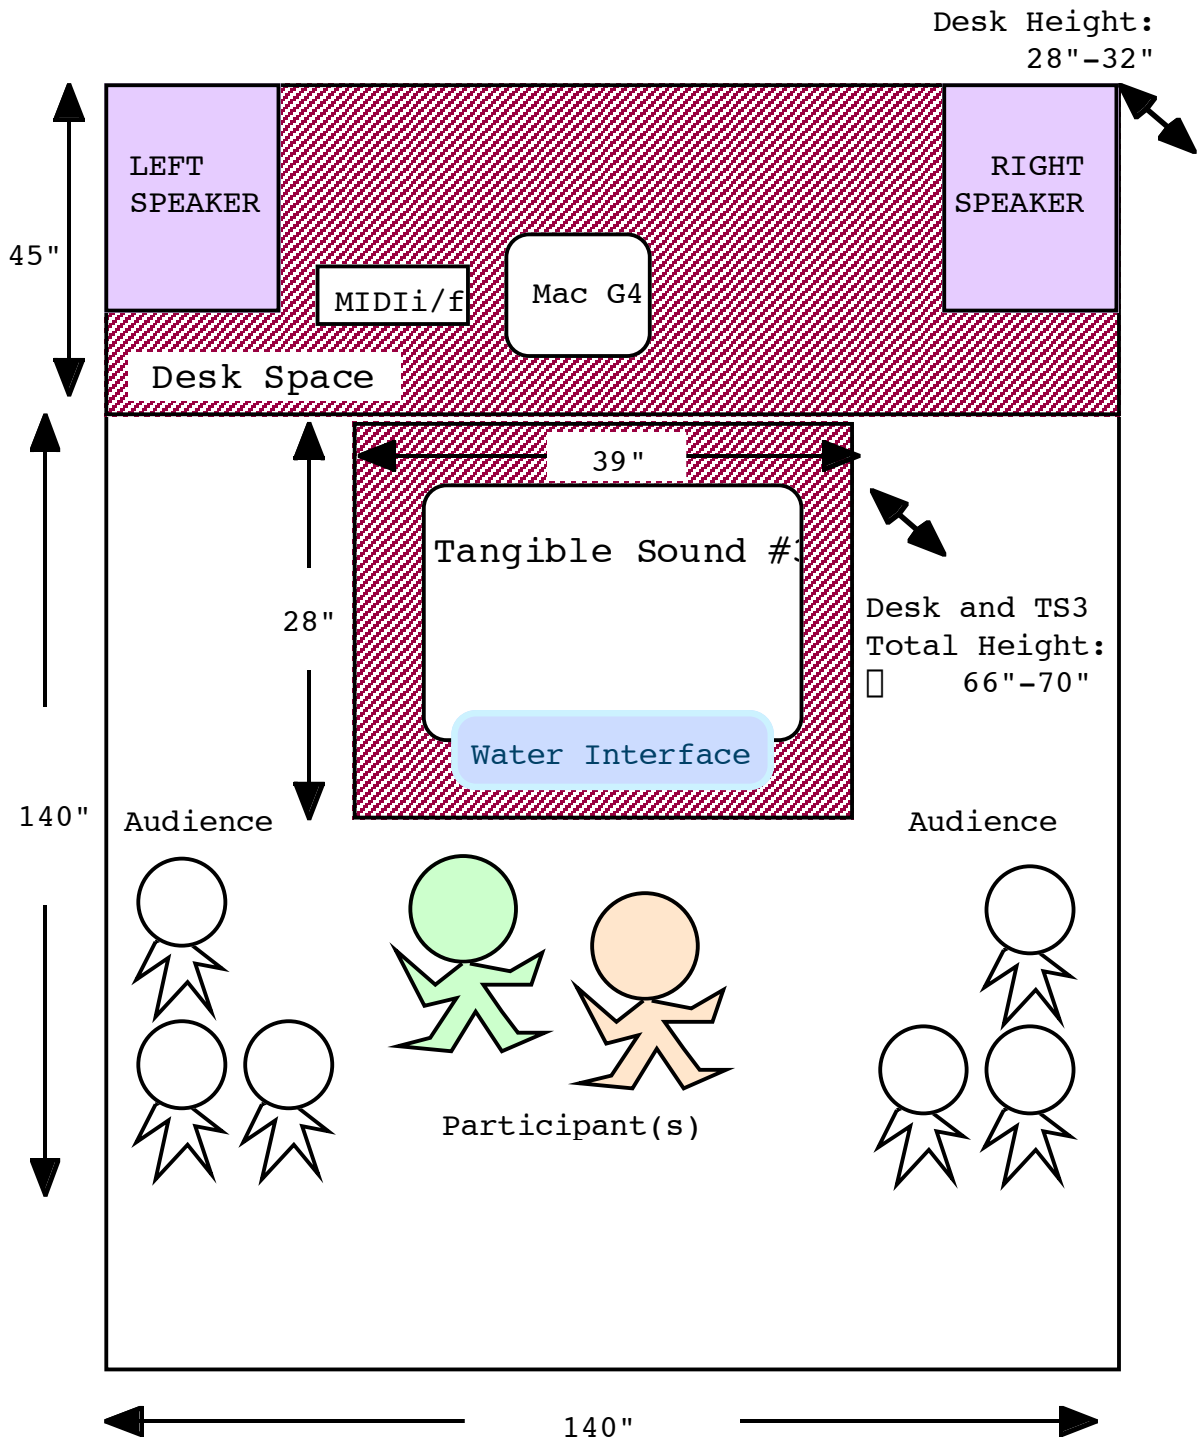 Desk Height:
28"-32"
LEFT
SPEAKER
RIGHT
SPEAKER
45"
MIDIi/f
Mac G4
Desk Space
39"
Tangible Sound #3
28"
Desk and TS3
Total Height:
66"-70"
Water Interface
140"
Audience
Audience
Participant(s)
140"